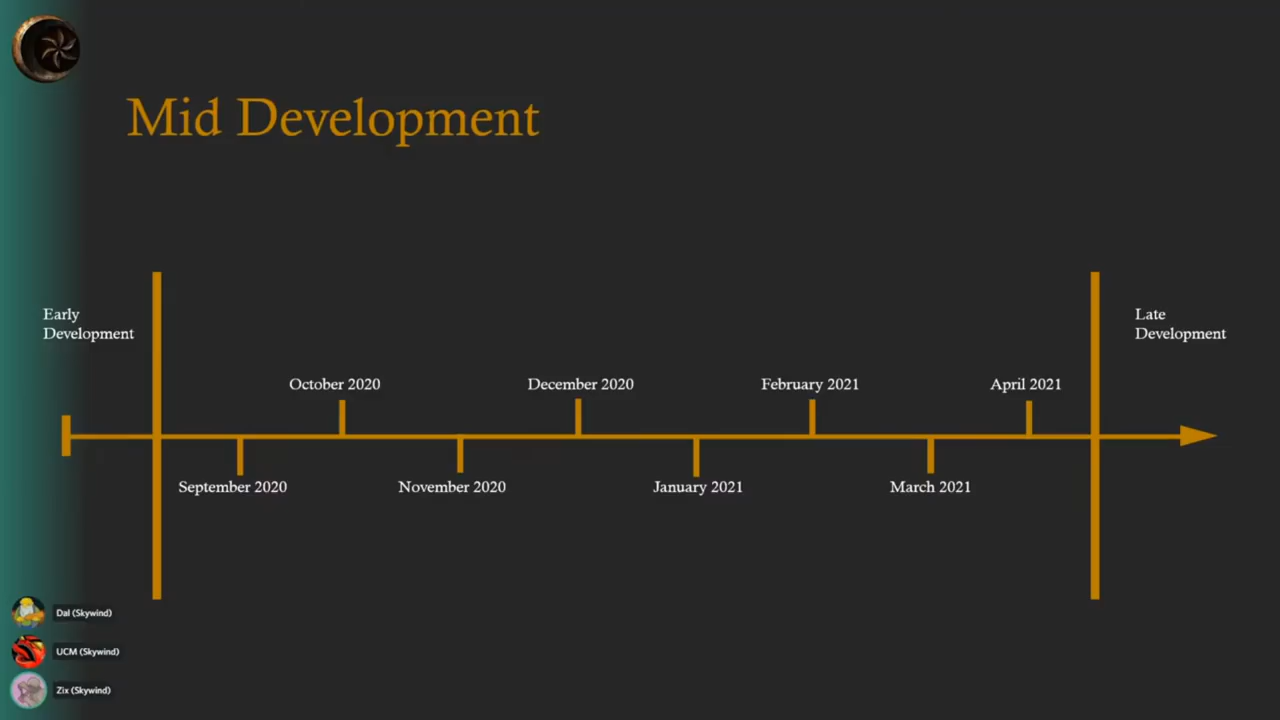 Mid Development
Early
Development
Late
Development
October 2020
December 2020
February 2021
April 2021
September 2020
November 2020
January 2021
March 2021
Dal (Skywind)
UCM (Skywind)
Zix (Skywind)